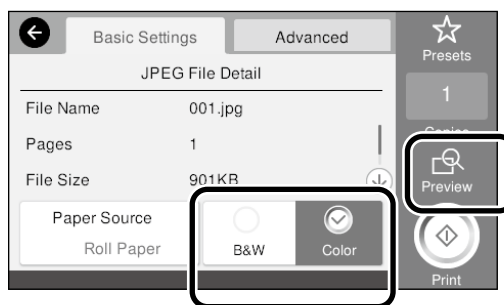 Basic Settings
Advanced
JPEG File Detail
File Name 001.jpg
Pages 1
File Size 901KB
Paper Source
Roll Paper
B&W
Color
Presets
1
Copies
Preview
Print